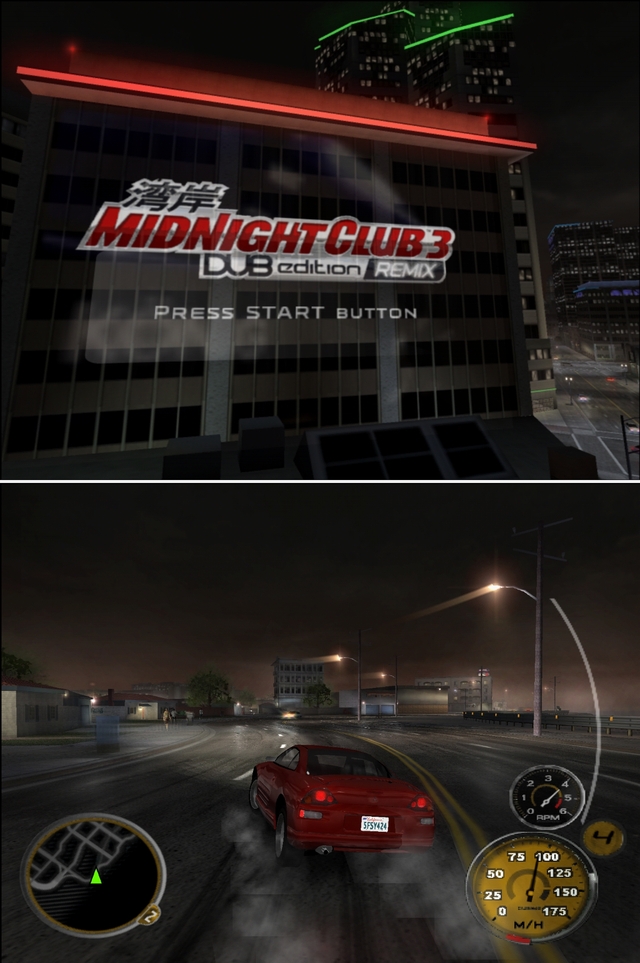 湾岸
MIDNIGHT CLUB 3
DUB edition REMIX
PRESS START BUTTON
5FSY424
0 1 2 3 4 5 6
RPM
4
0 25 50 75 100 125 150 175
M/H
N